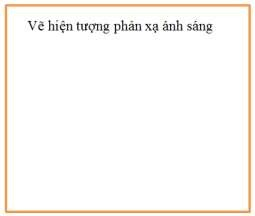 Vẽ hiện tượng phản xạ ánh sáng